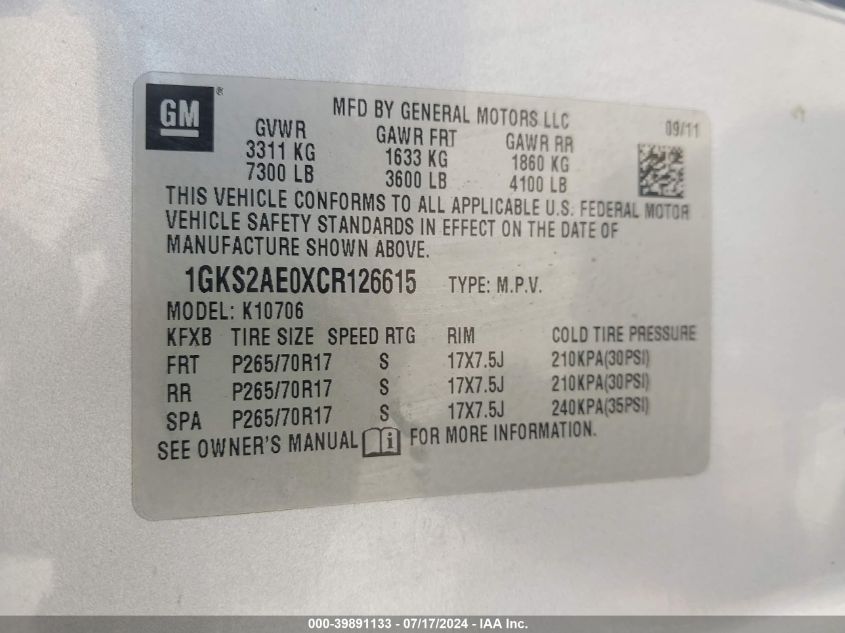 GM ®
MFD BY GENERAL MOTORS LLC
09/11
GVWR GAWR FRT GAWR RR
3311 KG 1633 KG 1860 KG
7300 LB 3600 LB 4100 LB
THIS VEHICLE CONFORMS TO ALL APPLICABLE U.S. FEDERAL MOTOR
VEHICLE SAFETY STANDARDS IN EFFECT ON THE DATE OF
MANUFACTURE SHOWN ABOVE.
1GKS2AE0XCR126615 TYPE: M.P.V.
MODEL: K10706
KFXB TIRE SIZE SPEED RTG RIM COLD TIRE PRESSURE
FRT P265/70R17 S 17X7.5J 210KPA(30PSI)
RR P265/70R17 S 17X7.5J 210KPA(30PSI)
SPA P265/70R17 S 17X7.5J 240KPA(35PSI)
SEE OWNER'S MANUAL i FOR MORE INFORMATION.
000-39891133 - 07/17/2024 - IAA Inc.